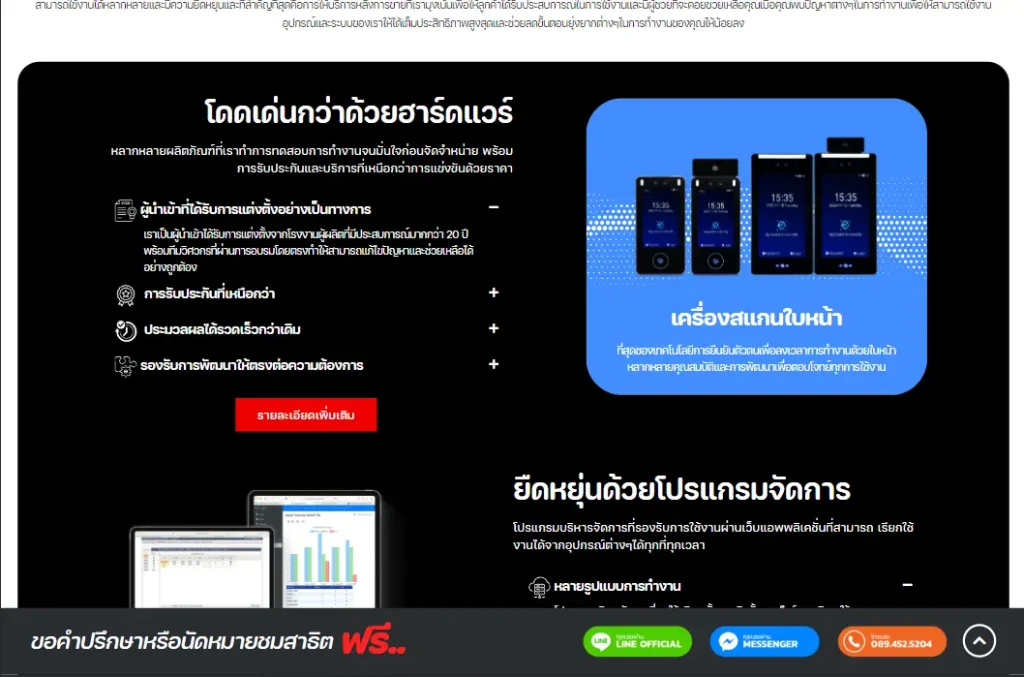 สามารถใช้งานได้หลากหลายและมีความยืดหยุ่นและที่สำคัญที่สุดคือการให้บริการหลังการขายที่เรามุ่งเน้นเพื่อให้ลูกค้าได้รับประสบการณ์ในการใช้งานและมีผู้ช่วยที่จะคอยช่วยเหลือคุณเมื่อคุณพบปัญหาต่างๆในการทำงานเพื่อให้สามารถใช้งาน
อุปกรณ์และระบบของเราให้ได้เต็มประสิทธิภาพสูงสุดและช่วยลดขั้นตอนยุ่งยากต่างๆในการทำงานของคุณให้น้อยลง
โดดเด่นกว่าด้วยฮาร์ดแวร์
หลากหลายผลิตภัณฑ์ที่เราทำการทดสอบการทำงานจนมั่นใจก่อนจัดจำหน่าย พร้อม
การรับประกันและบริการที่เหนือกว่าการแข่งขันด้วยราคา
ผู้นำเข้าที่ได้รับการแต่งตั้งอย่างเป็นทางการ −
เราเป็นผู้นำเข้าได้รับการแต่งตั้งจากโรงงานผู้ผลิตที่มีประสบการณ์มากกว่า 20 ปี
พร้อมทีมวิศวกรที่ผ่านการอบรมโดยตรงทำให้สามารถแก้ไขปัญหาและช่วยเหลือได้
อย่างถูกต้อง
การรับประกันที่เหนือกว่า +
ประมวลผลได้รวดเร็วกว่าเดิม +
รองรับการพัฒนาให้ตรงต่อความต้องการ +
รายละเอียดเพิ่มเติม
15:35
15:35
15:35
15:35
เครื่องสแกนใบหน้า
ที่สุดของเทคโนโลยีการยืนยันตัวตนเพื่อลงเวลาการทำงานด้วยใบหน้า
หลากหลายคุณสมบัติและการพัฒนาเพื่อตอบโจทย์ทุกการใช้งาน
ยืดหยุ่นด้วยโปรแกรมจัดการ
โปรแกรมบริหารจัดการที่รองรับการใช้งานผ่านเว็บแอพพลิเคชั่นที่สามารถ เรียกใช้
งานได้จากอุปกรณ์ต่างๆได้ทุกที่ทุกเวลา
หลายรูปแบบการทำงาน −
ขอคำปรึกษาหรือนัดหมายชมสาธิต ฟรี..
LINE
คุยเลยผ่าน
LINE OFFICIAL
คุยเลยผ่าน
MESSENGER
โทรเลย
089.452.5204